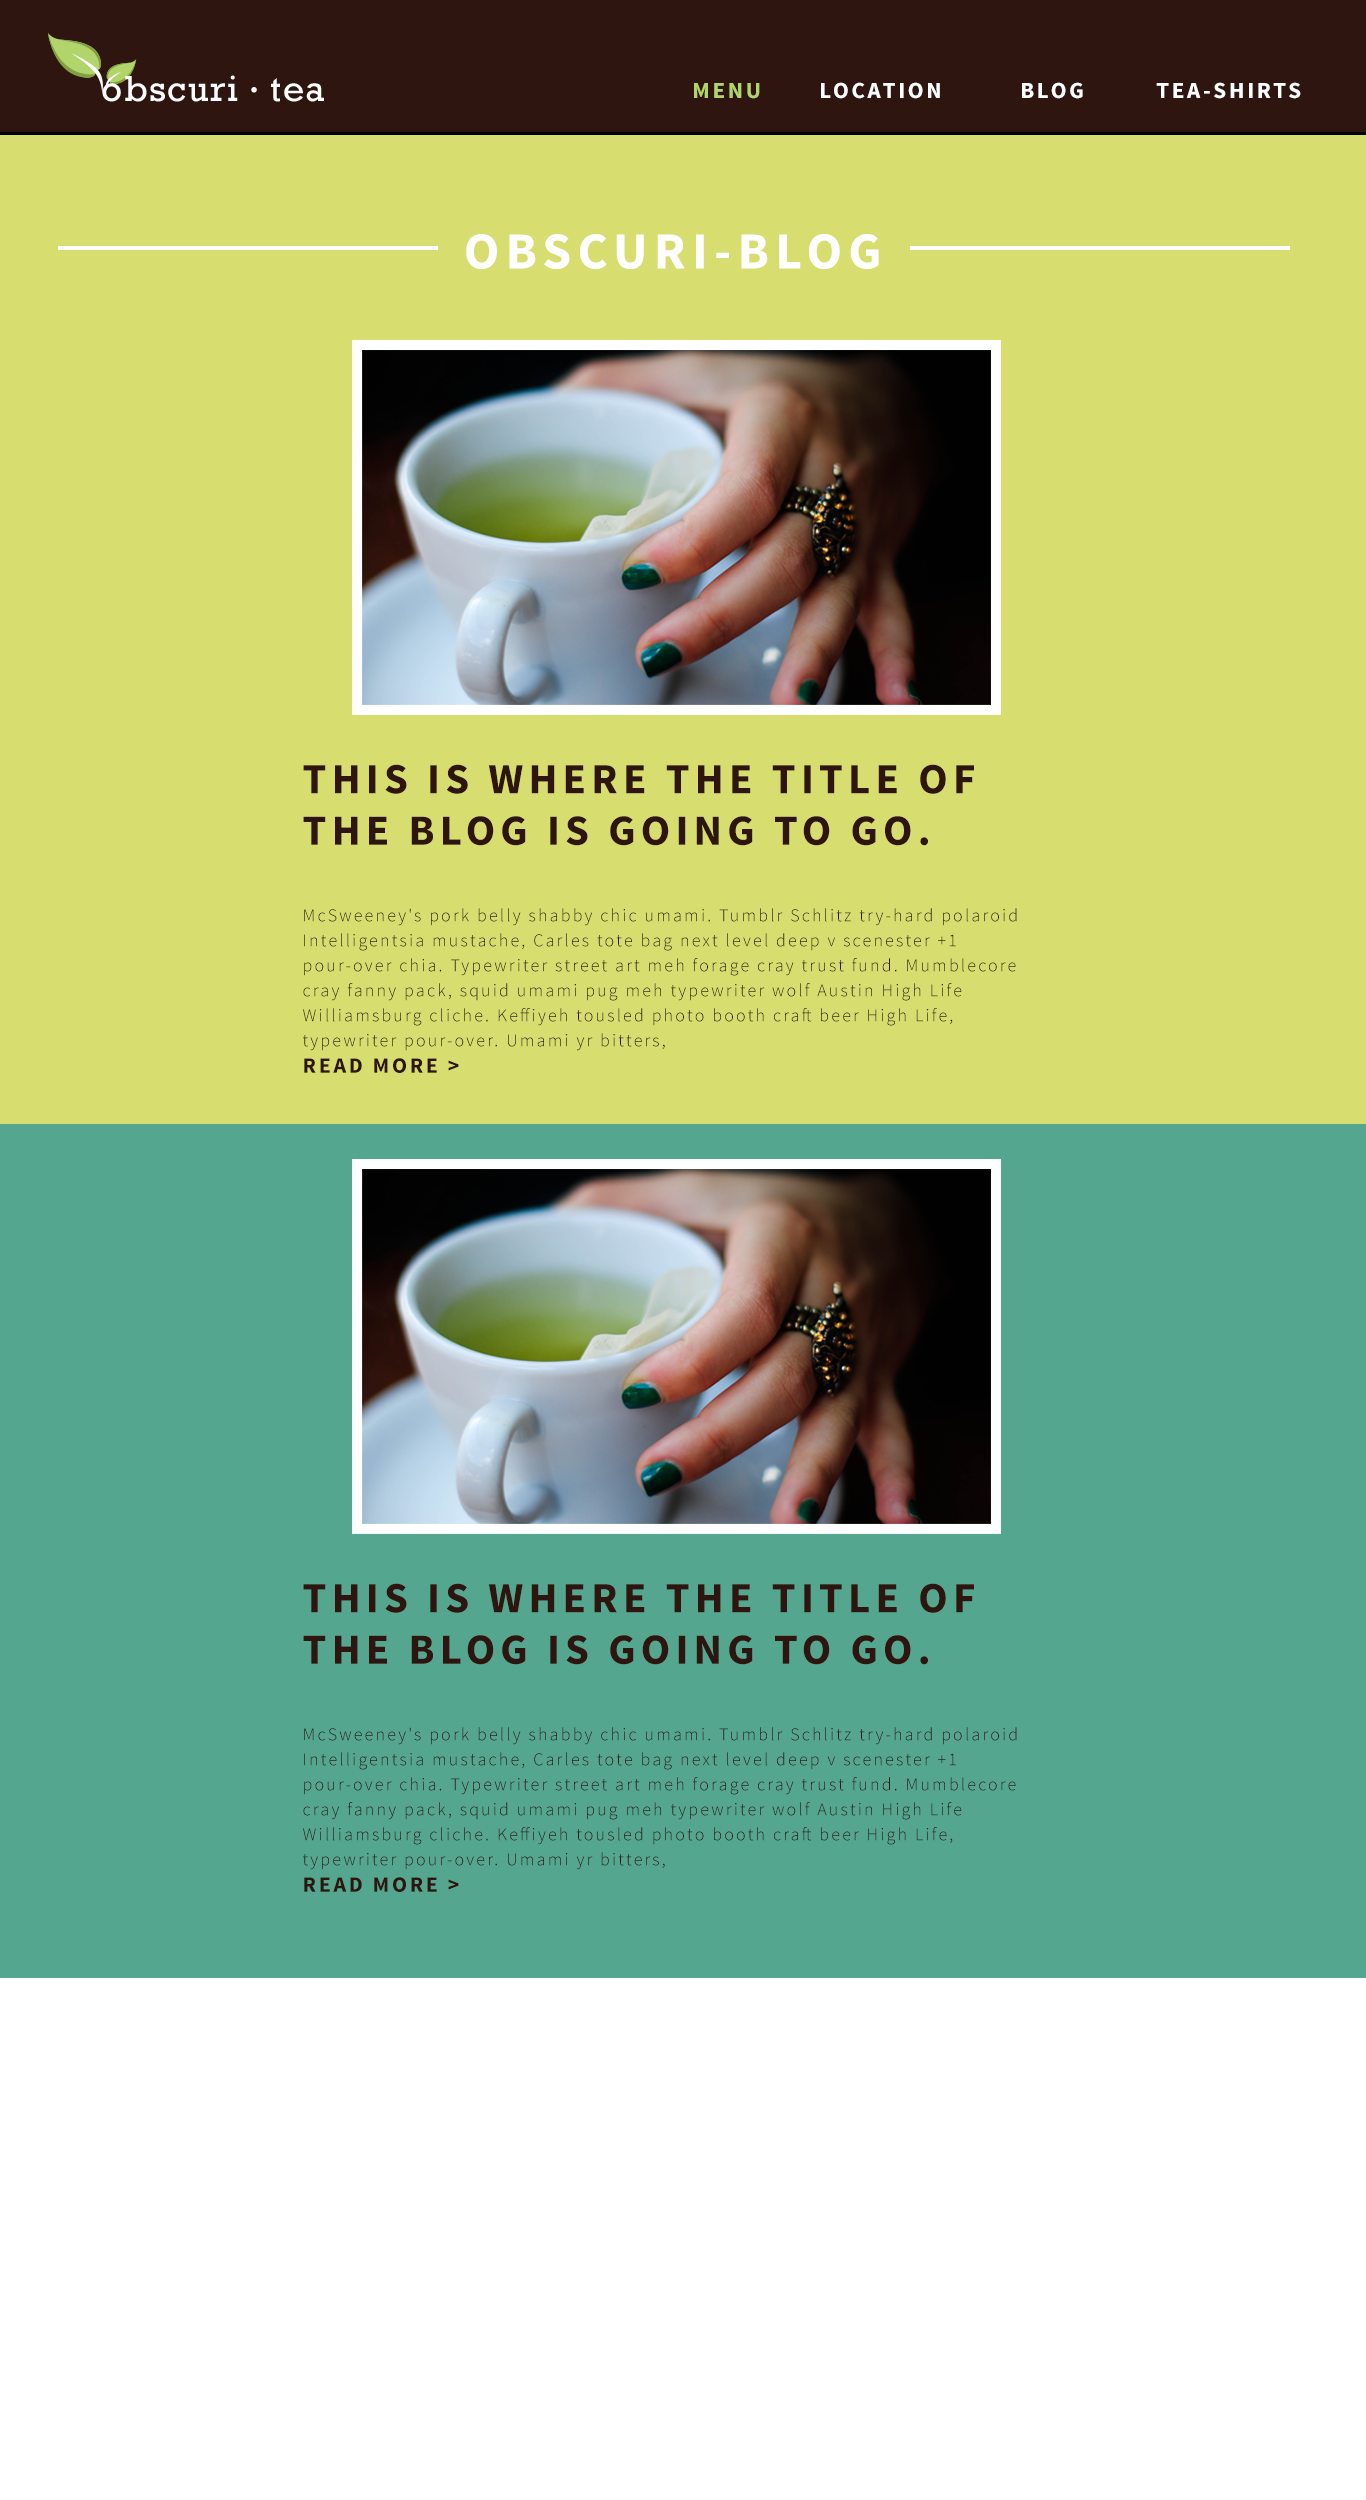 obscuri · tea
MENU LOCATION BLOG TEA-SHIRTS
OBSCURI-BLOG
THIS IS WHERE THE TITLE OF
THE BLOG IS GOING TO GO.
McSweeney's pork belly shabby chic umami. Tumblr Schlitz try-hard polaroid
Intelligentsia mustache, Carles tote bag next level deep v scenester +1
pour-over chia. Typewriter street art meh forage cray trust fund. Mumblecore
cray fanny pack, squid umami pug meh typewriter wolf Austin High Life
Williamsburg cliche. Keffiyeh tousled photo booth craft beer High Life,
typewriter pour-over. Umami yr bitters,
READ MORE >
THIS IS WHERE THE TITLE OF
THE BLOG IS GOING TO GO.
McSweeney's pork belly shabby chic umami. Tumblr Schlitz try-hard polaroid
Intelligentsia mustache, Carles tote bag next level deep v scenester +1
pour-over chia. Typewriter street art meh forage cray trust fund. Mumblecore
cray fanny pack, squid umami pug meh typewriter wolf Austin High Life
Williamsburg cliche. Keffiyeh tousled photo booth craft beer High Life,
typewriter pour-over. Umami yr bitters,
READ MORE >